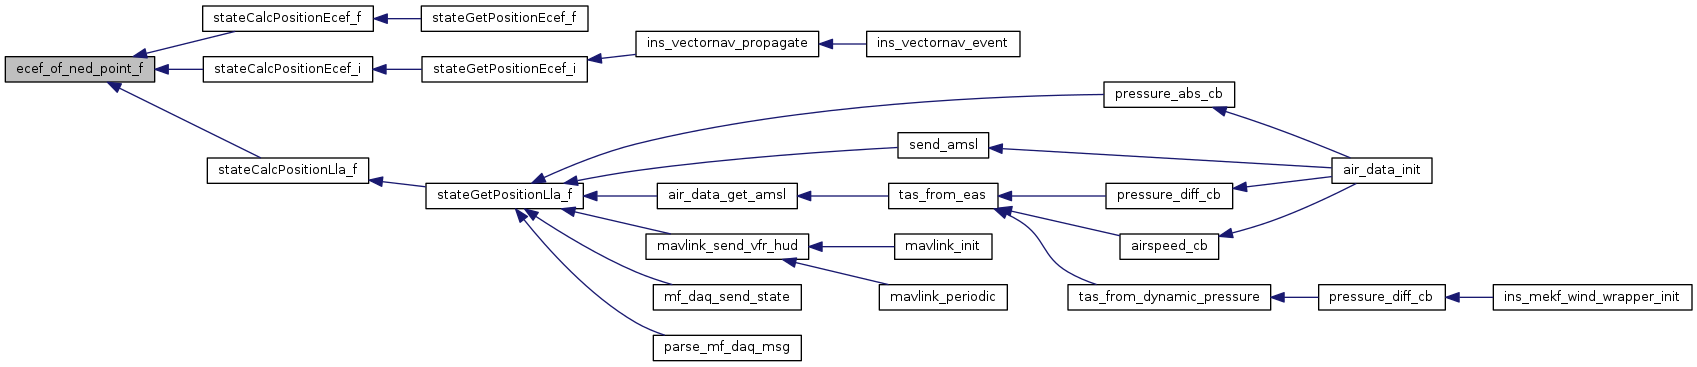 stateCalcPositionEcef_f
stateGetPositionEcef_f
ins_vectornav_propagate
ins_vectornav_event
ecef_of_ned_point_f
stateCalcPositionEcef_i
stateGetPositionEcef_i
pressure_abs_cb
send_amsl
stateCalcPositionLla_f
air_data_init
stateGetPositionLla_f
air_data_get_amsl
tas_from_eas
pressure_diff_cb
mavlink_send_vfr_hud
mavlink_init
airspeed_cb
mf_daq_send_state
mavlink_periodic
tas_from_dynamic_pressure
pressure_diff_cb
ins_mekf_wind_wrapper_init
parse_mf_daq_msg